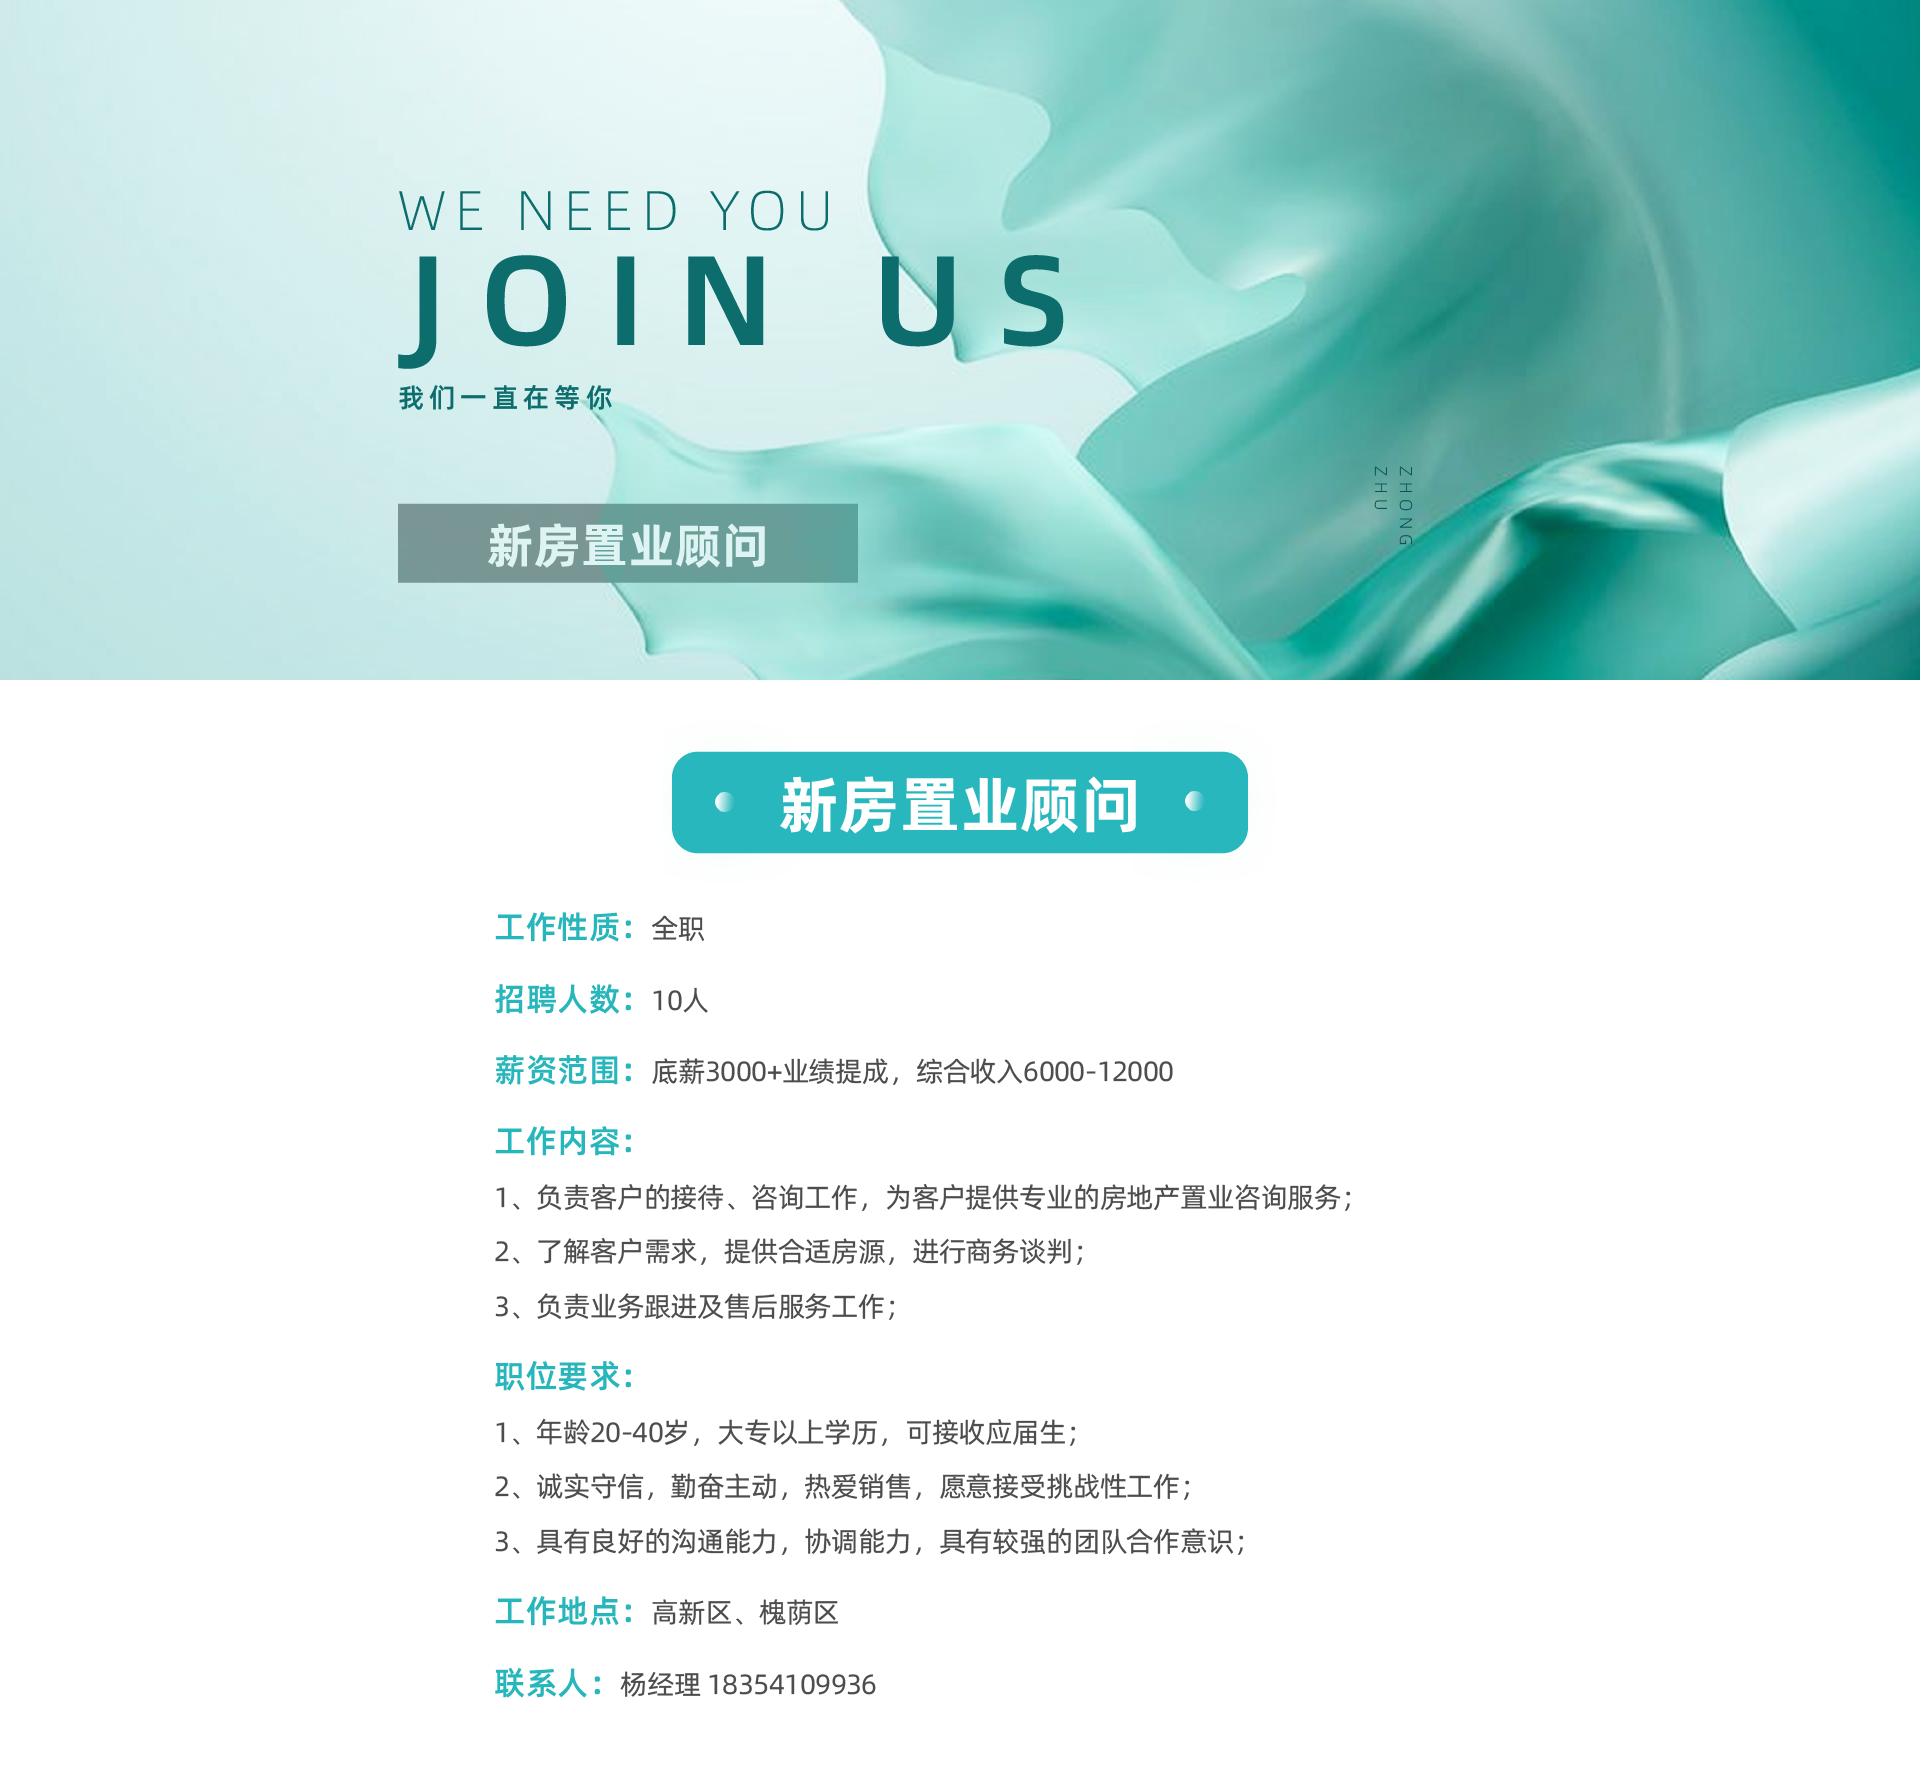 WE NEED YOU
JOIN US
我们一直在等你
ZHONG
ZHU
新房置业顾问
新房置业顾问
工作性质：全职
招聘人数：10人
薪资范围：底薪3000+业绩提成，综合收入6000-12000
工作内容：
1、负责客户的接待、咨询工作，为客户提供专业的房地产置业咨询服务；
2、了解客户需求，提供合适房源，进行商务谈判；
3、负责业务跟进及售后服务工作；
职位要求：
1、年龄20-40岁，大专以上学历，可接收应届生；
2、诚实守信，勤奋主动，热爱销售，愿意接受挑战性工作；
3、具有良好的沟通能力，协调能力，具有较强的团队合作意识；
工作地点：高新区、槐荫区
联系人：杨经理 18354109936